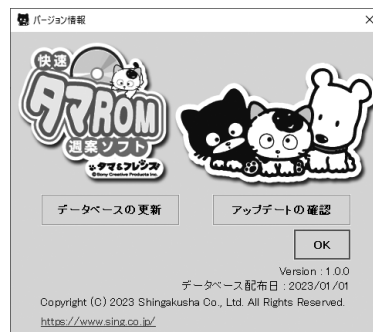 バージョン情報
快速
タマROM
週案ソフト
タマ&フレンズ
©Sony Creative Products Inc.
データベースの更新
アップデートの確認
OK
Version : 1.0.0
データベース配布日 : 2023/01/01
Copyright (C) 2023 Shingakusha Co., Ltd. All Rights Reserved.
https://www.sing.co.jp/